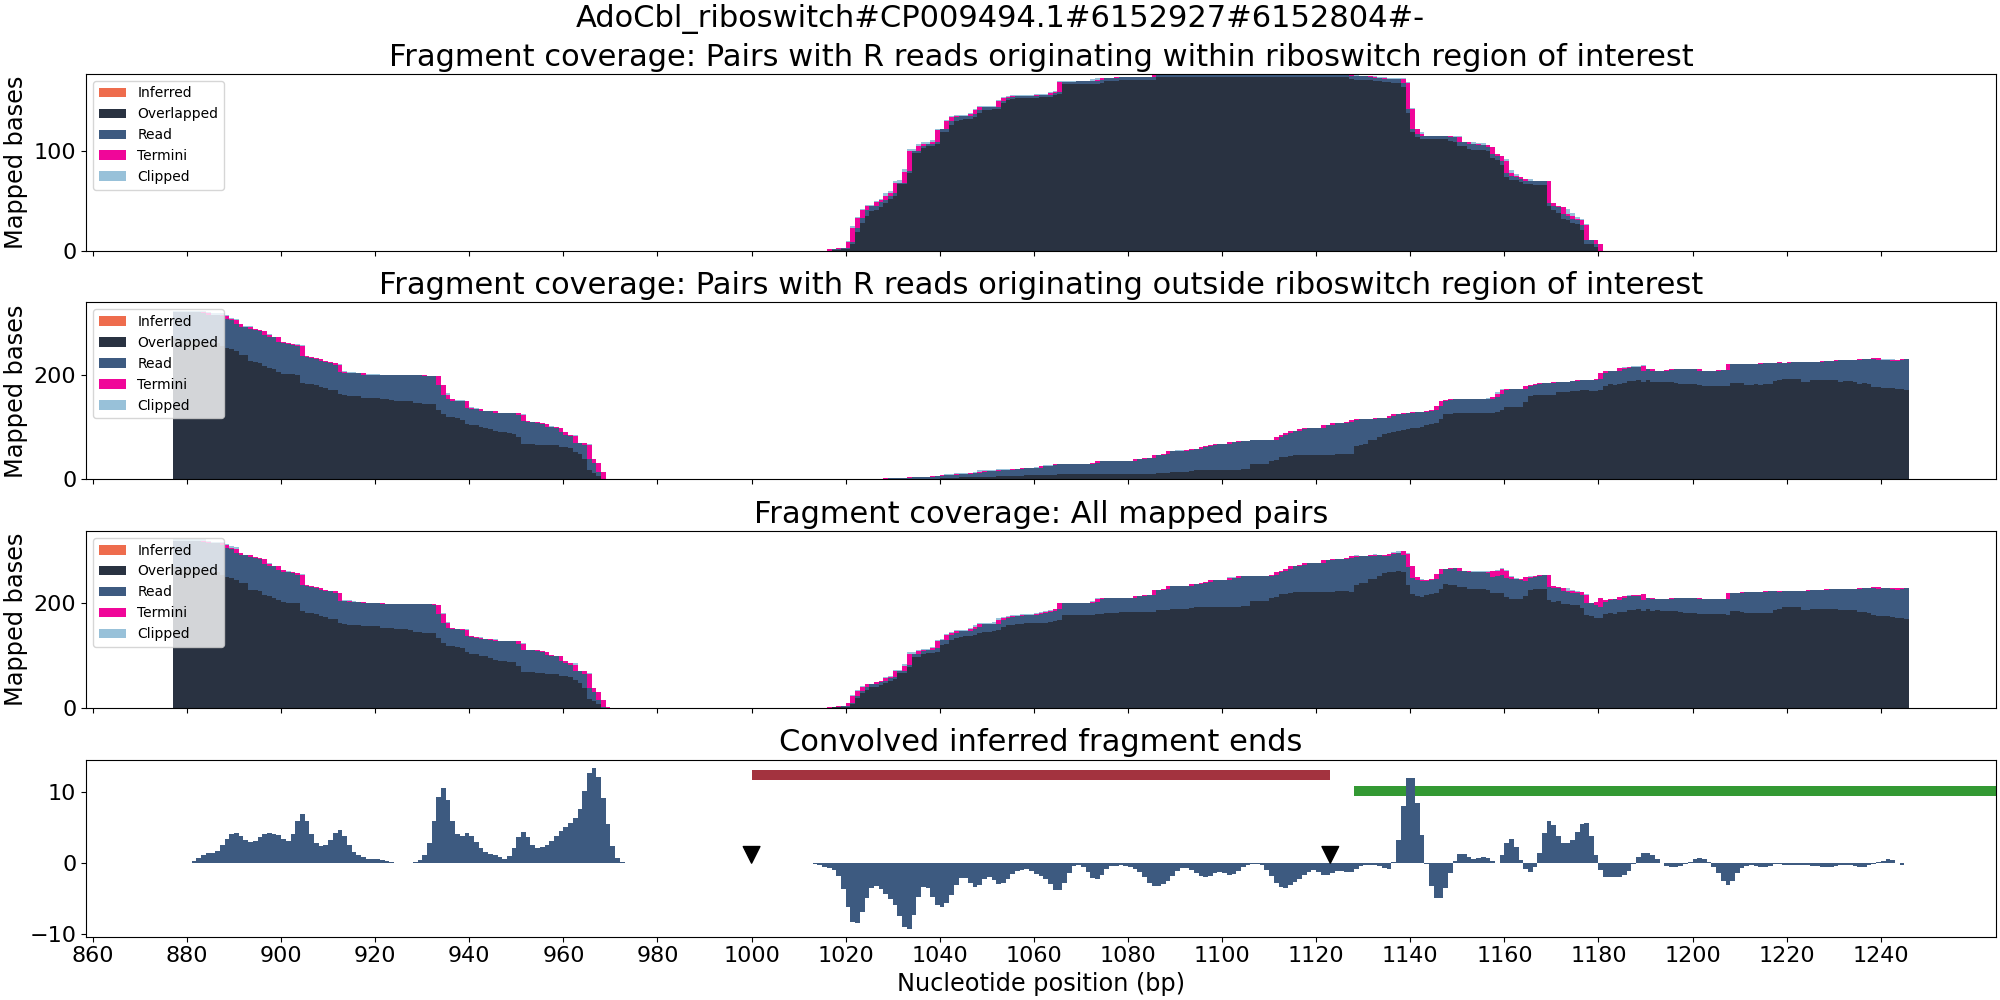 AdoCbl_riboswitch#CP009494.1#6152927#6152804#-
Fragment coverage: Pairs with R reads originating within riboswitch region of interest
Mapped bases
100
0
Inferred
Overlapped
Read
Termini
Clipped
Fragment coverage: Pairs with R reads originating outside riboswitch region of interest
Mapped bases
200
0
Inferred
Overlapped
Read
Termini
Clipped
Fragment coverage: All mapped pairs
Mapped bases
200
0
Inferred
Overlapped
Read
Termini
Clipped
Convolved inferred fragment ends
10
0
−10
860 880 900 920 940 960 980 1000 1020 1040 1060 1080 1100 1120 1140 1160 1180 1200 1220 1240
Nucleotide position (bp)